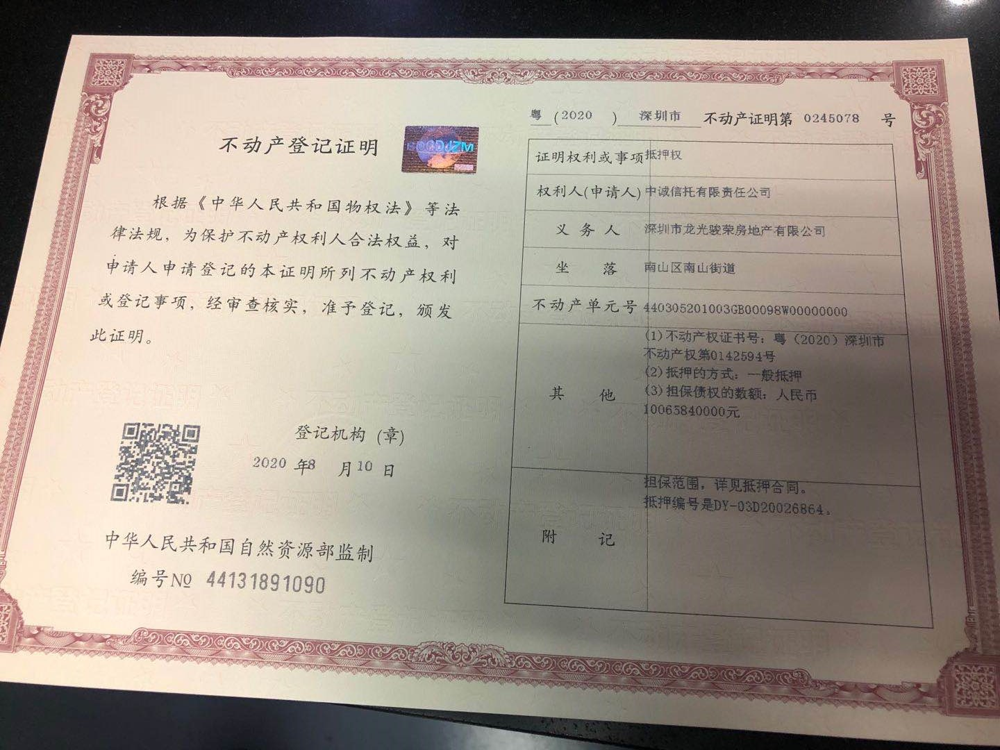 不动产登记证明
根据《中华人民共和国物权法》等法
律法规，为保护不动产权利人合法权益，对
申请人申请登记的本证明所列不动产权利
或登记事项，经审查核实，准予登记，颁发
此证明。
登记机构（章）
2020 年8 月10 日
中华人民共和国自然资源部监制
编号№ 44131891090
粤（2020）深圳市 不动产证明第 0245078 号
证明权利或事项 抵押权
权利人(申请人) 中诚信托有限责任公司
义务人 深圳市龙光骏荣房地产有限公司
坐落 南山区南山街道
不动产单元号 440305201003GB00098W00000000
其他
(1)不动产权证书号：粤（2020）深圳市
不动产权第0142594号
(2)抵押的方式：一般抵押
(3)担保债权的数额：人民币
10065840000元
附记
担保范围，详见抵押合同。
抵押编号是DY-03D20026864。